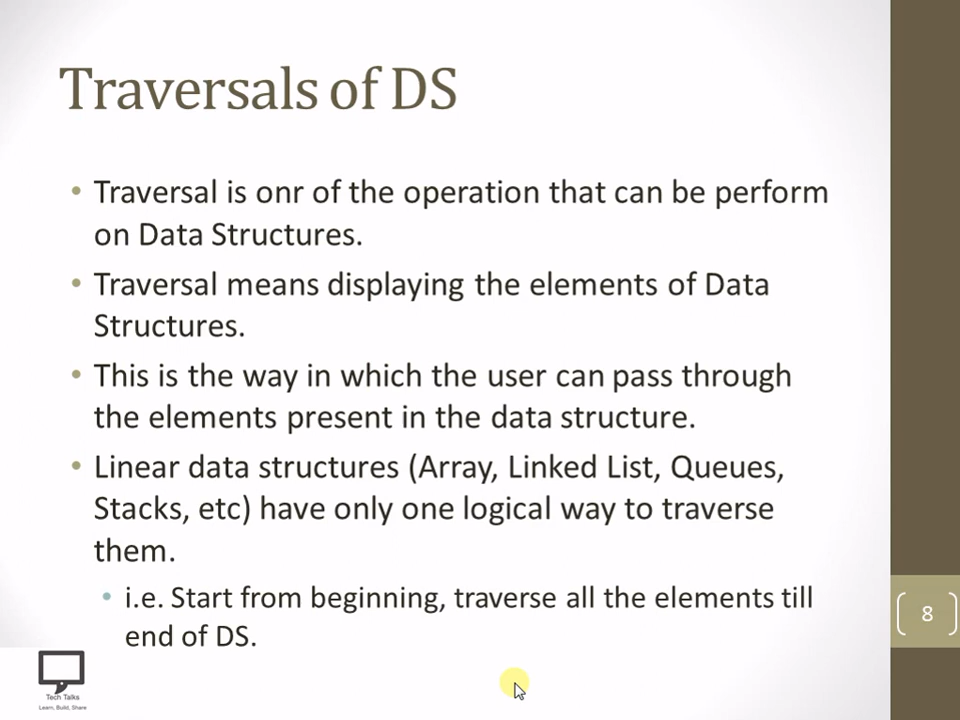 Traversals of DS
• Traversal is onr of the operation that can be perform
on Data Structures.
• Traversal means displaying the elements of Data
Structures.
• This is the way in which the user can pass through
the elements present in the data structure.
• Linear data structures (Array, Linked List, Queues,
Stacks, etc) have only one logical way to traverse
them.
• i.e. Start from beginning, traverse all the elements till
end of DS.
8
Tech Talks
Learn, Build, Share